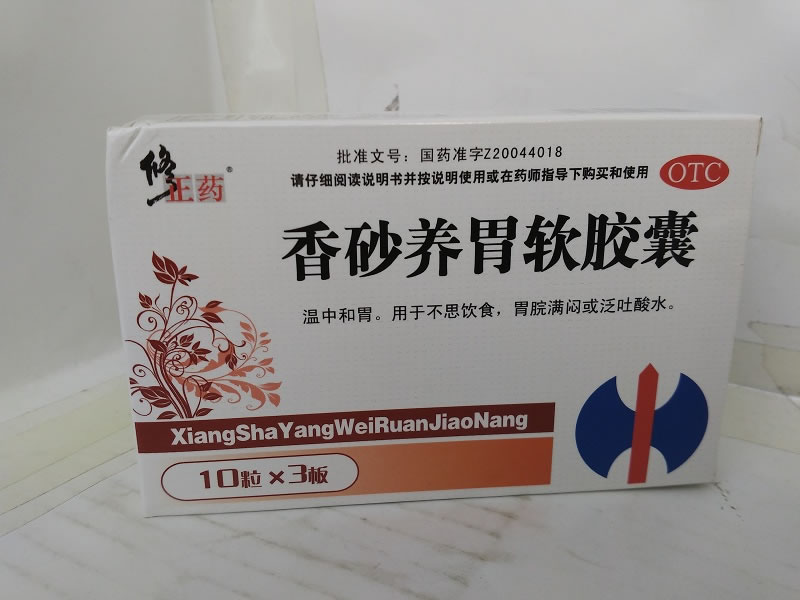 批准文号：国药准字Z20044018
请仔细阅读说明书并按说明使用或在药师指导下购买和使用
OTC
修正药®
香砂养胃软胶囊
温中和胃。用于不思饮食，胃脘满闷或泛吐酸水。
XiangShaYangWeiRuanJiaoNang
10粒×3板